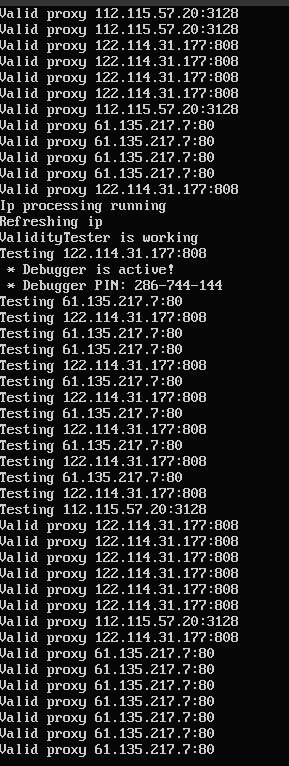 Valid proxy 112.115.57.20:3128
Valid proxy 112.115.57.20:3128
Valid proxy 122.114.31.177:808
Valid proxy 122.114.31.177:808
Valid proxy 122.114.31.177:808
Valid proxy 122.114.31.177:808
Valid proxy 112.115.57.20:3128
Valid proxy 61.135.217.7:80
Valid proxy 61.135.217.7:80
Valid proxy 61.135.217.7:80
Valid proxy 61.135.217.7:80
Valid proxy 122.114.31.177:808
Ip processing running
Refreshing ip
ValidityTester is working
Testing 122.114.31.177:808
 * Debugger is active!
 * Debugger PIN: 286-744-144
Testing 61.135.217.7:80
Testing 122.114.31.177:808
Testing 61.135.217.7:80
Testing 61.135.217.7:80
Testing 122.114.31.177:808
Testing 61.135.217.7:80
Testing 122.114.31.177:808
Testing 61.135.217.7:80
Testing 122.114.31.177:808
Testing 61.135.217.7:80
Testing 122.114.31.177:808
Testing 61.135.217.7:80
Testing 122.114.31.177:808
Testing 112.115.57.20:3128
Valid proxy 122.114.31.177:808
Valid proxy 122.114.31.177:808
Valid proxy 122.114.31.177:808
Valid proxy 122.114.31.177:808
Valid proxy 122.114.31.177:808
Valid proxy 122.114.31.177:808
Valid proxy 112.115.57.20:3128
Valid proxy 122.114.31.177:808
Valid proxy 61.135.217.7:80
Valid proxy 61.135.217.7:80
Valid proxy 61.135.217.7:80
Valid proxy 61.135.217.7:80
Valid proxy 61.135.217.7:80
Valid proxy 61.135.217.7:80
Valid proxy 61.135.217.7:80